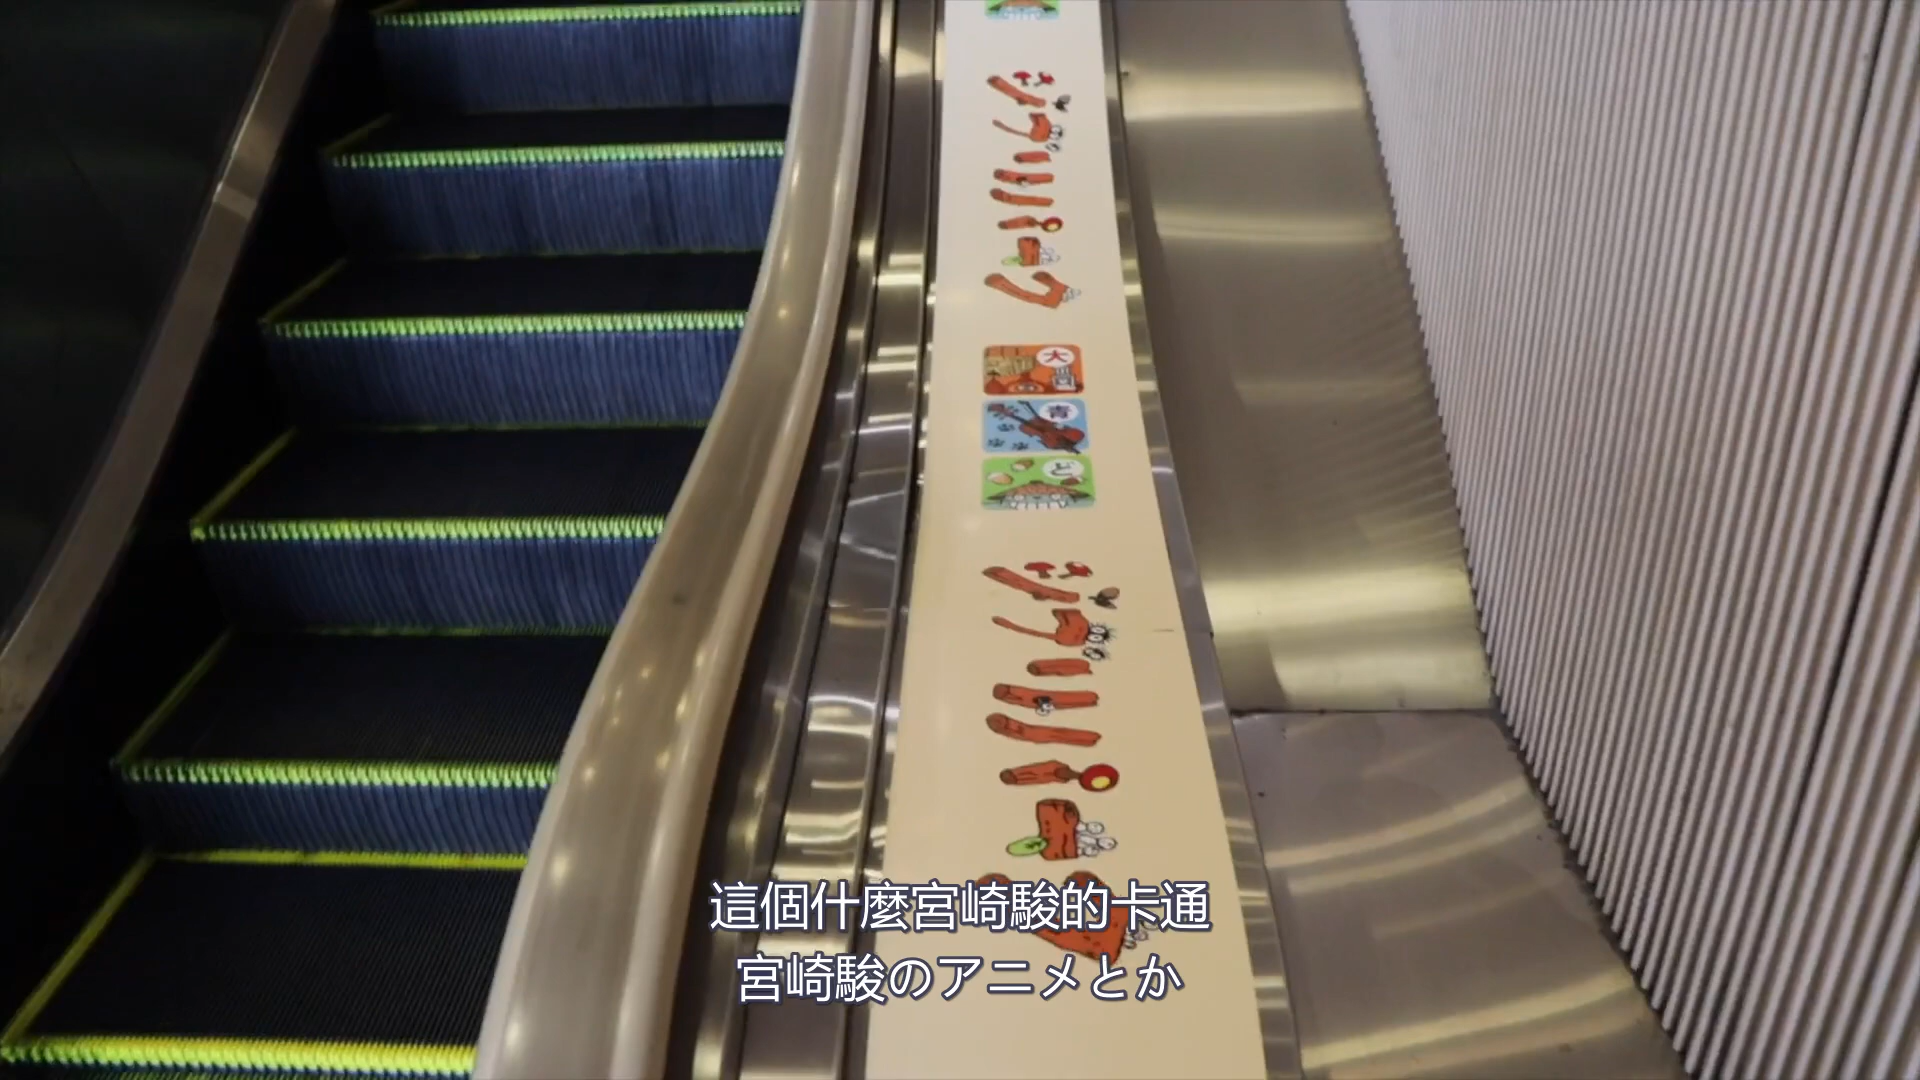 ジブリパーク
大
青
ど
ジブリパーク
這個什麼宮崎駿的卡通
宮崎駿のアニメとか